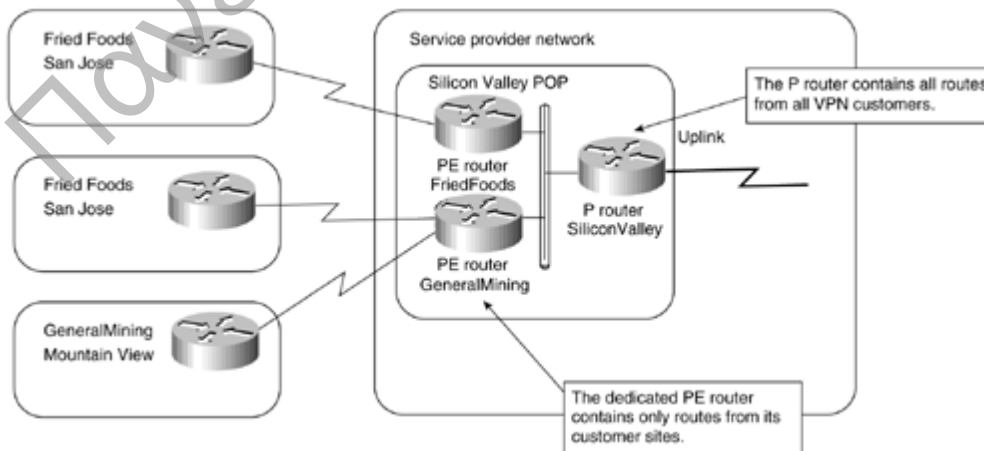 Fried Foods
San Jose
Service provider network
Silicon Valley POP
The P router contains all routes
from all VPN customers.
Uplink
PE router
FriedFoods
Fried Foods
San Jose
P router
SiliconValley
PE router
GeneralMining
GeneralMining
Mountain View
The dedicated PE router
contains only routes from its
customer sites.